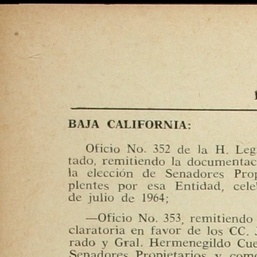 BAJA CALIFORNIA:
Oficio No. 352 de la H. Leg
tado, remitiendo la documentac
la elección de Senadores Prop
plentes por esa Entidad, cele
de julio de 1964;
—Oficio No. 353, remitiendo
claratoria en favor de los CC. J
rado y Gral. Hermenegildo Cue
Senadores Propietarios y como